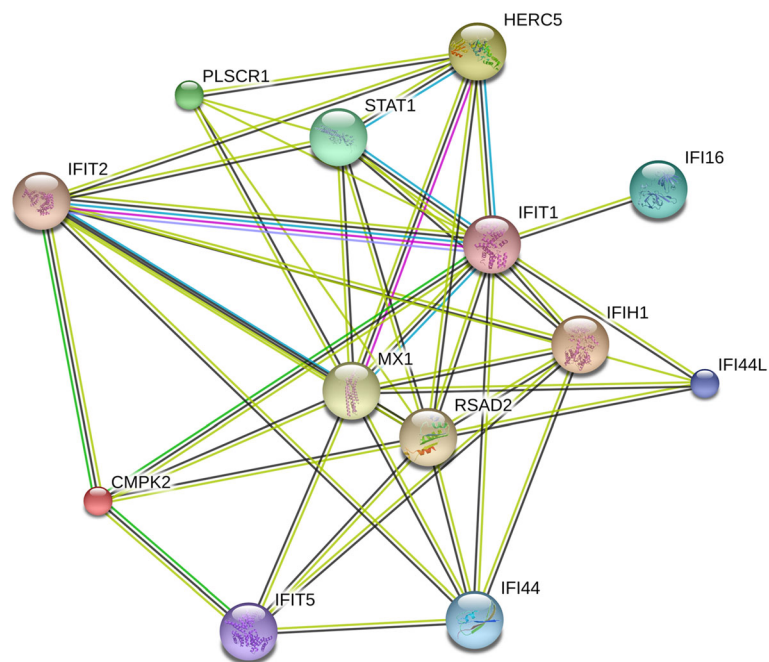 HERC5
PLSCR1
STAT1
IFI16
IFIT2
IFIT1
IFIH1
MX1
IFI44L
RSAD2
CMPK2
IFI44
IFIT5